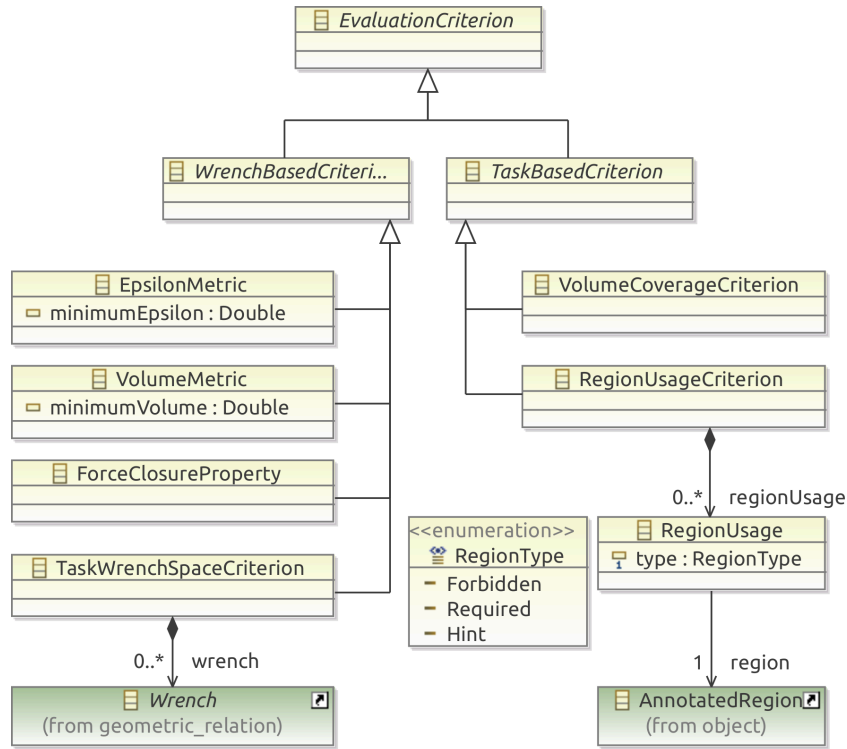 EvaluationCriterion
WrenchBasedCriteri...
TaskBasedCriterion
EpsilonMetric
minimumEpsilon : Double
VolumeMetric
minimumVolume : Double
ForceClosureProperty
TaskWrenchSpaceCriterion
0..* wrench
Wrench
(from geometric_relation)
VolumeCoverageCriterion
RegionUsageCriterion
0..* regionUsage
<<enumeration>>
RegionType
Forbidden
Required
Hint
RegionUsage
1 type : RegionType
1 region
AnnotatedRegion
(from object)